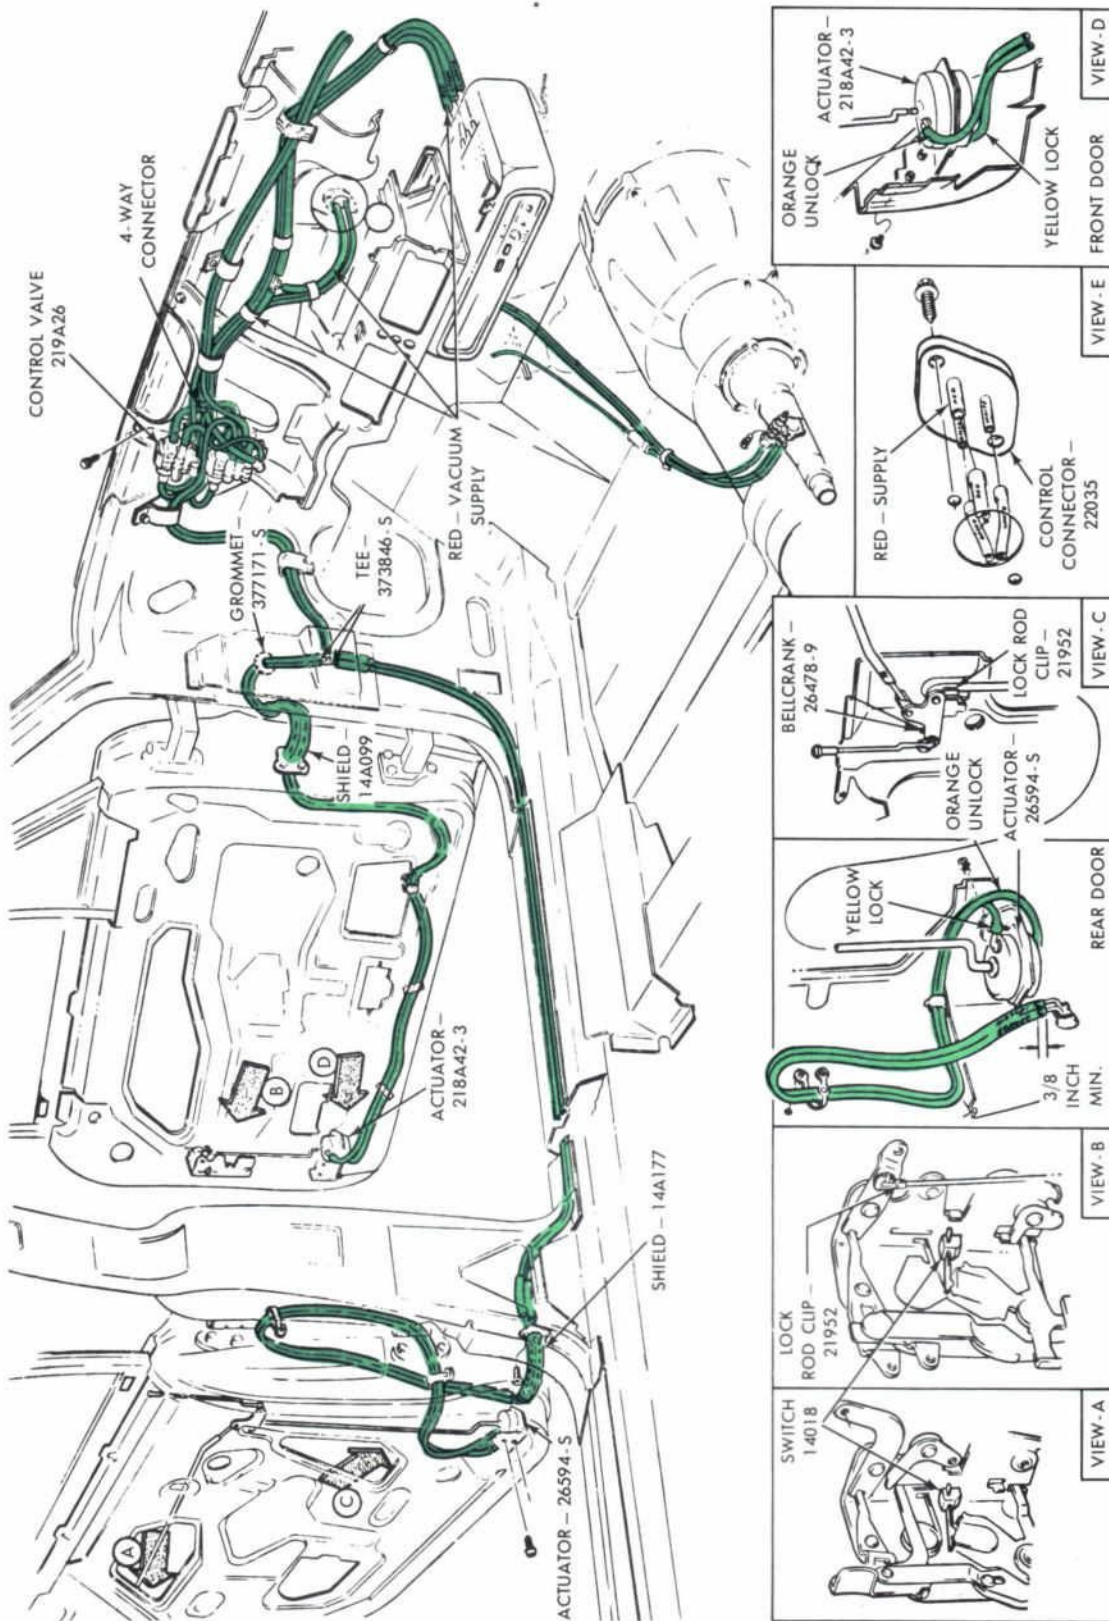 CONTROL VALVE
219A26
4-WAY
CONNECTOR
GROMMET –
377171-S
TEE –
373846-S
RED – VACUUM
SUPPLY
SHIELD –
14A099
B
D
ACTUATOR –
218A42-3
SHIELD – 14A177
A
C
ACTUATOR – 26594-S
SWITCH
14018
VIEW-A
LOCK
ROD CLIP –
21952
VIEW-B
YELLOW
LOCK
3/8
INCH
MIN.
REAR DOOR
ORANGE
UNLOCK
ACTUATOR –
26594-S
BELLCRANK –
26478-9
LOCK ROD
CLIP –
21952
VIEW-C
RED – SUPPLY
CONTROL
CONNECTOR –
22035
VIEW-E
ORANGE
UNLOCK
ACTUATOR –
218A42-3
YELLOW LOCK
FRONT DOOR
VIEW-D